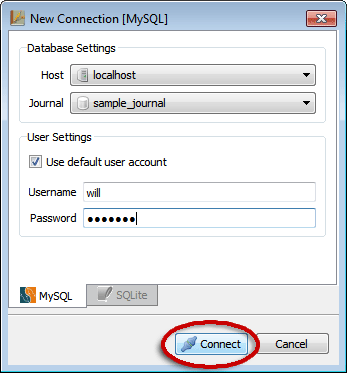 New Connection [MySQL]
Database Settings
Host localhost
Journal sample_journal
User Settings
Use default user account
Username will
Password ●●●●●●●
MySQL SQLite
Connect Cancel